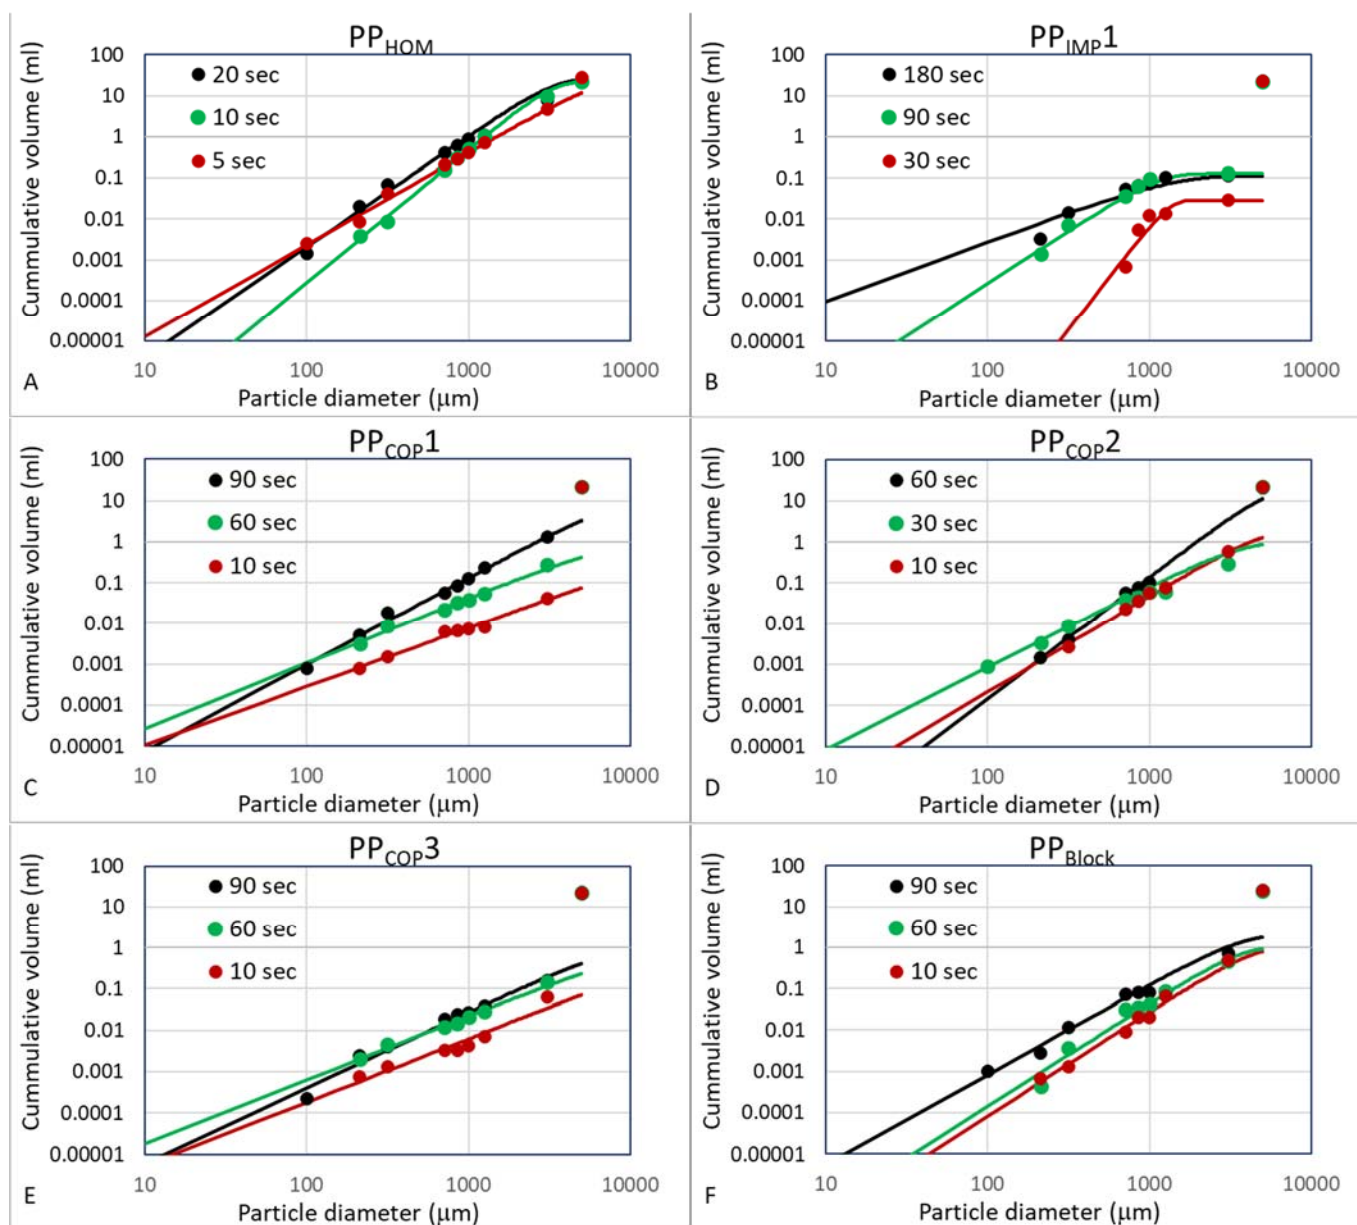 PP_HOM
Cummulative volume (ml)
100
10
1
0.1
0.01
0.001
0.0001
0.00001
20 sec
10 sec
5 sec
10 100 1000 10000
Particle diameter (μm)
A
PP_IMP1
Cummulative volume (ml)
100
10
1
0.1
0.01
0.001
0.0001
0.00001
180 sec
90 sec
30 sec
10 100 1000 10000
Particle diameter (μm)
B
PP_COP1
Cummulative volume (ml)
100
10
1
0.1
0.01
0.001
0.0001
0.00001
90 sec
60 sec
10 sec
10 100 1000 10000
Particle diameter (μm)
C
PP_COP2
Cummulative volume (ml)
100
10
1
0.1
0.01
0.001
0.0001
0.00001
60 sec
30 sec
10 sec
10 100 1000 10000
Particle diameter (μm)
D
PP_COP3
Cummulative volume (ml)
100
10
1
0.1
0.01
0.001
0.0001
0.00001
90 sec
60 sec
10 sec
10 100 1000 10000
Particle diameter (μm)
E
PP_Block
Cummulative volume (ml)
100
10
1
0.1
0.01
0.001
0.0001
0.00001
90 sec
60 sec
10 sec
10 100 1000 10000
Particle diameter (μm)
F